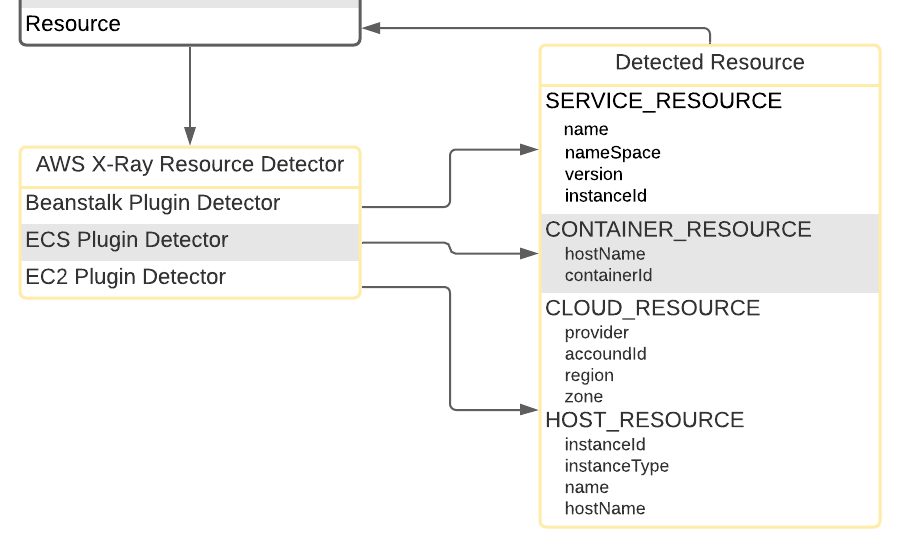 Resource
AWS X-Ray Resource Detector
Beanstalk Plugin Detector
ECS Plugin Detector
EC2 Plugin Detector
Detected Resource
SERVICE_RESOURCE
name
nameSpace
version
instanceId
CONTAINER_RESOURCE
hostName
containerId
CLOUD_RESOURCE
provider
accoundId
region
zone
HOST_RESOURCE
instanceId
instanceType
name
hostName